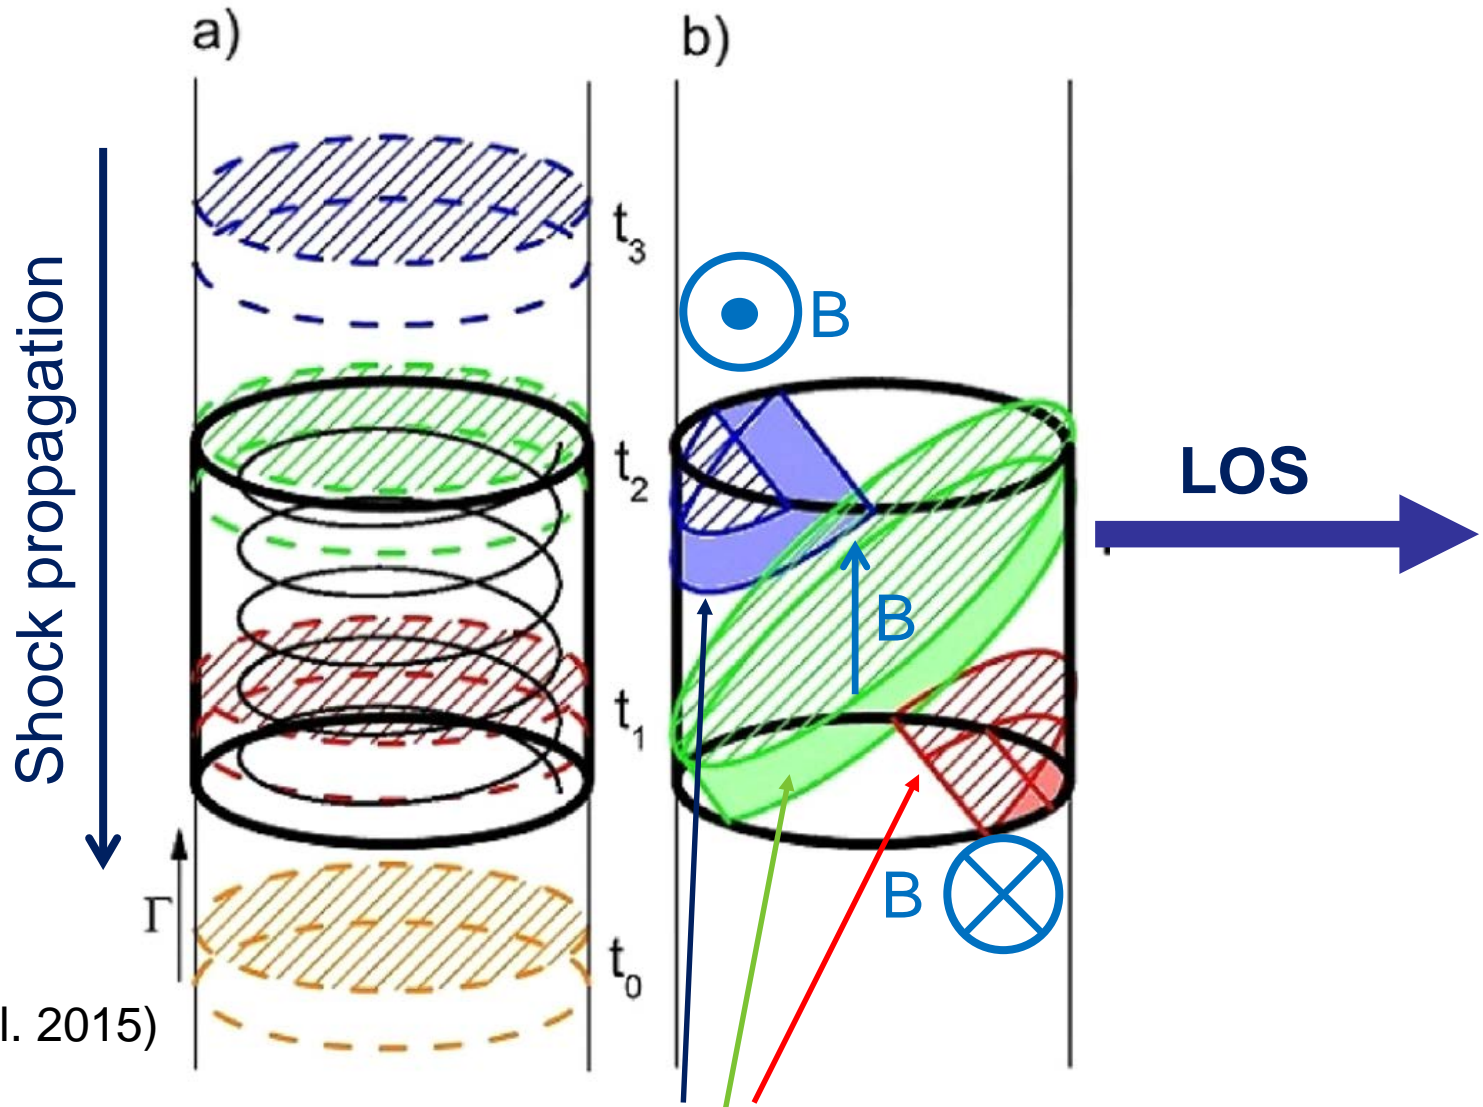 a)
b)
Shock propagation
t3
t2
t1
t0
Γ
B
B
B
LOS
l. 2015)